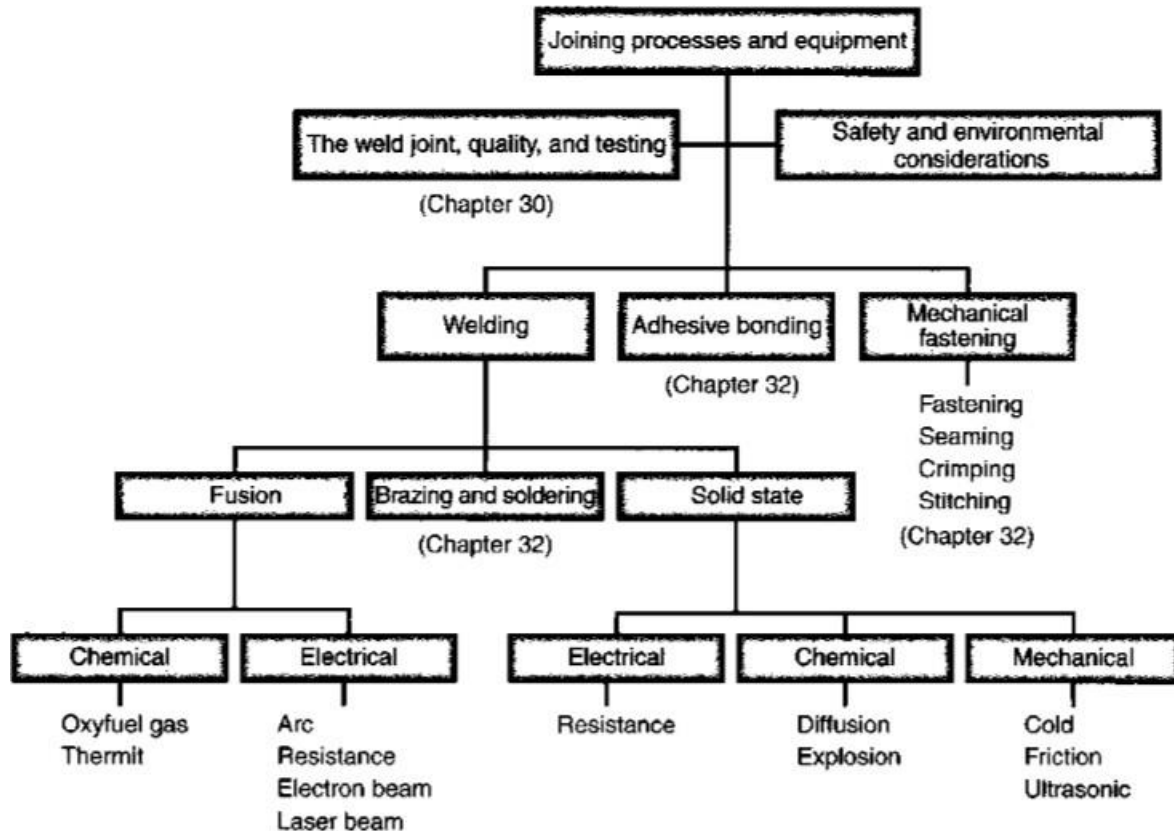 Joining processes and equipment
The weld joint, quality, and testing
(Chapter 30)
Safety and environmental
considerations
Welding
Adhesive bonding
(Chapter 32)
Mechanical
fastening
Fastening
Seaming
Crimping
Stitching
(Chapter 32)
Fusion
Brazing and soldering
(Chapter 32)
Solid state
Chemical
Oxyfuel gas
Thermit
Electrical
Arc
Resistance
Electron beam
Laser beam
Electrical
Resistance
Chemical
Diffusion
Explosion
Mechanical
Cold
Friction
Ultrasonic